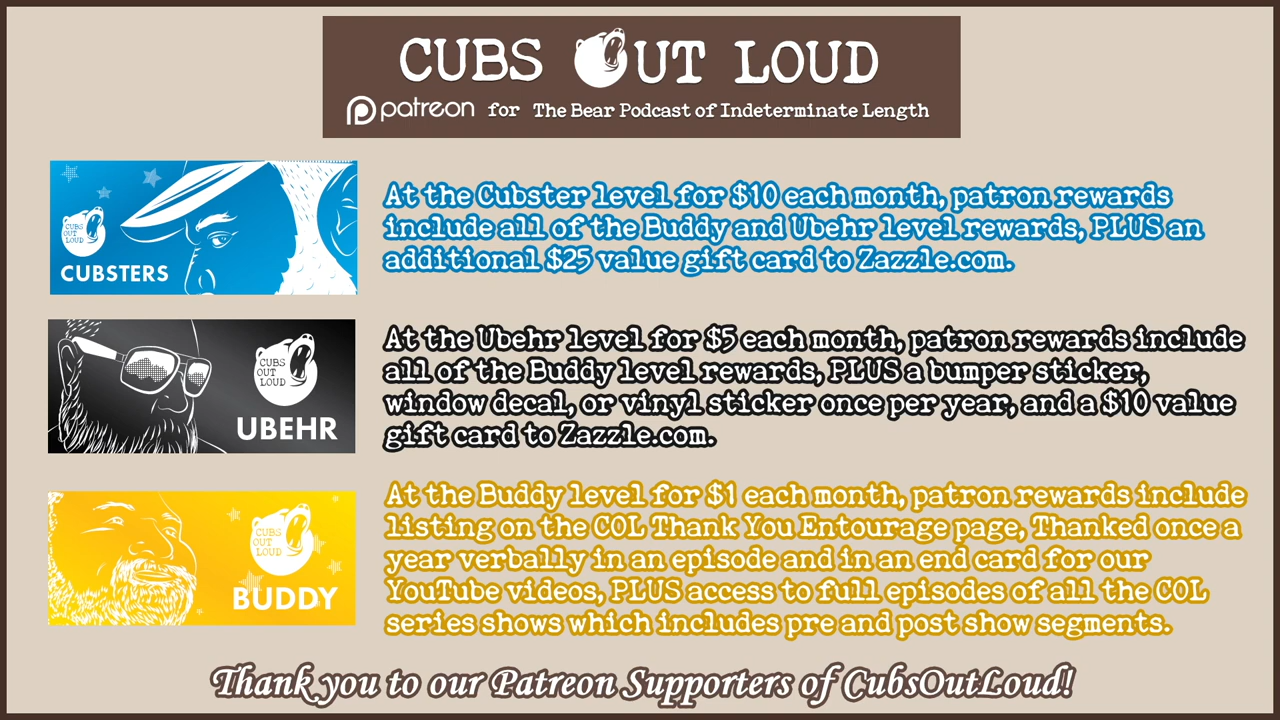 CUBS OUT LOUD
patreon for The Bear Podcast of Indeterminate Length
At the Cubster level for $10 each month, patron rewards
include all of the Buddy and Ubehr level rewards, PLUS an
additional $25 value gift card to Zazzle.com.
CUBS
OUT
LOUD
CUBSTERS
At the Ubehr level for $5 each month, patron rewards include
all of the Buddy level rewards, PLUS a bumper sticker,
window decal, or vinyl sticker once per year, and a $10 value
gift card to Zazzle.com.
CUBS
OUT
LOUD
UBEHR
At the Buddy level for $1 each month, patron rewards include
listing on the COL Thank You Entourage page, Thanked once a
year verbally in an episode and in an end card for our
YouTube videos, PLUS access to full episodes of all the COL
series shows which includes pre and post show segments.
CUBS
OUT
LOUD
BUDDY
Thank you to our Patreon Supporters of CubsOutLoud!